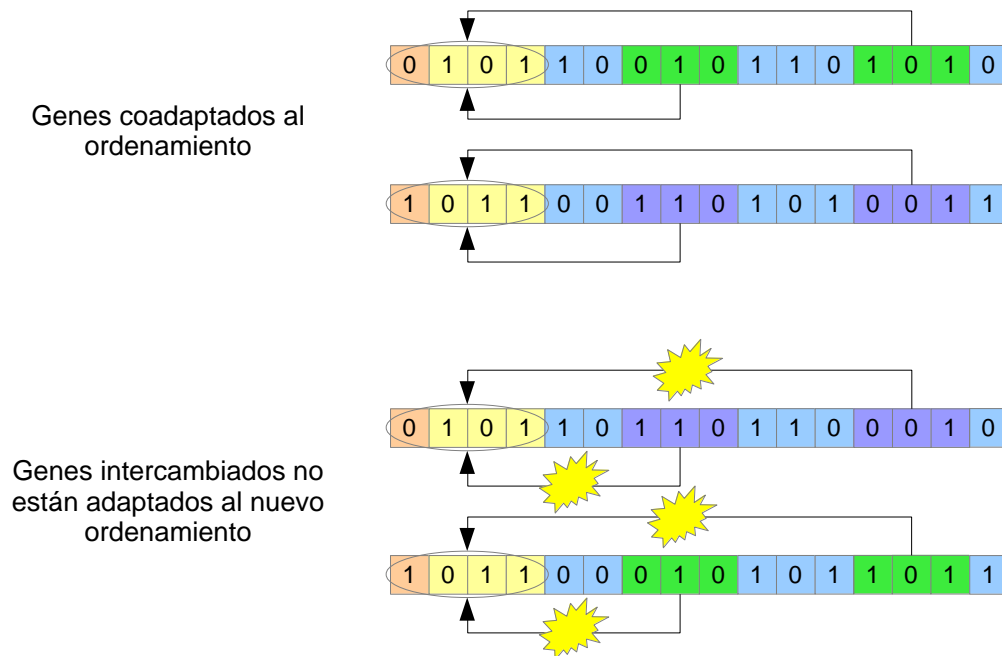 0 1 0 1 1 0 0 1 0 1 1 0 1 0 1 0
Genes coadaptados al
ordenamiento
1 0 1 1 0 0 1 1 0 1 0 1 0 0 1 1
0 1 0 1 1 0 1 1 0 1 1 0 0 0 1 0
Genes intercambiados no
están adaptados al nuevo
ordenamiento
1 0 1 1 0 0 0 1 0 1 0 1 1 0 1 1